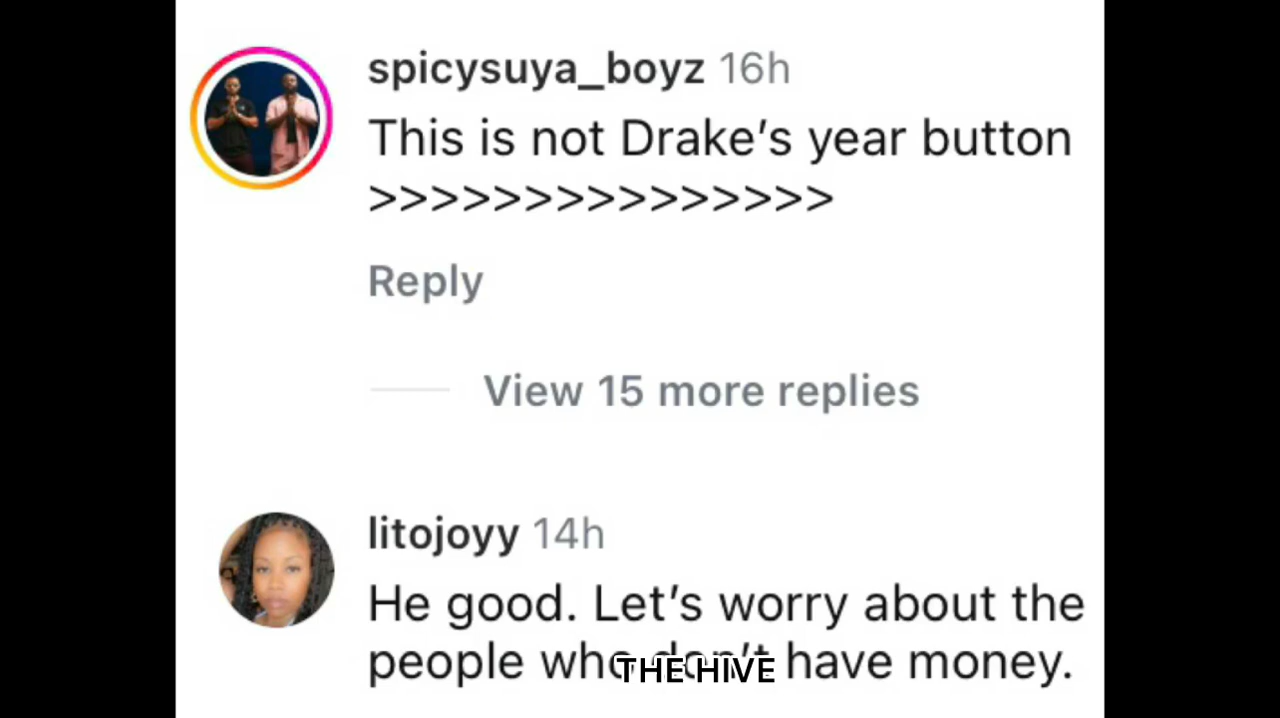 spicysuya_boyz 16h
This is not Drake’s year button
>>>>>>>>>>>>>>>
Reply
View 15 more replies
litojoyy 14h
He good. Let’s worry about the
people who don’t have money.
THE HIVE